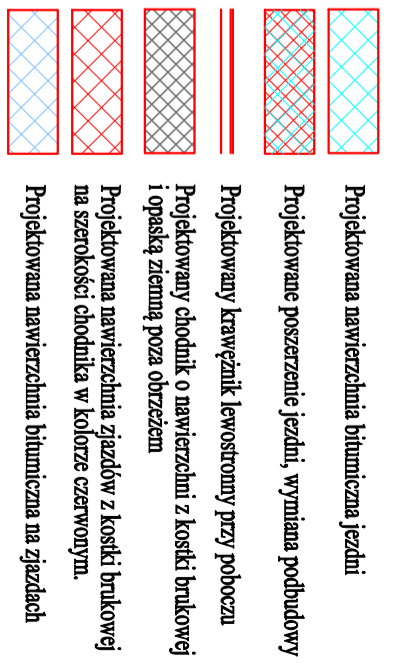 Projektowana nawierzchnia bitumiczna jezdni
Projektowane poszerzenie jezdni, wymiana podbudowy
Projektowany krawężnik lewostronny przy poboczu
Projektowany chodnik o nawierzchni z kostki brukowej
i opaską ziemną poza obrzeżem
Projektowana nawierzchnia zjazdów z kostki brukowej
na szerokości chodnika w kolorze czerwonym.
Projektowana nawierzchnia bitumiczna na zjazdach